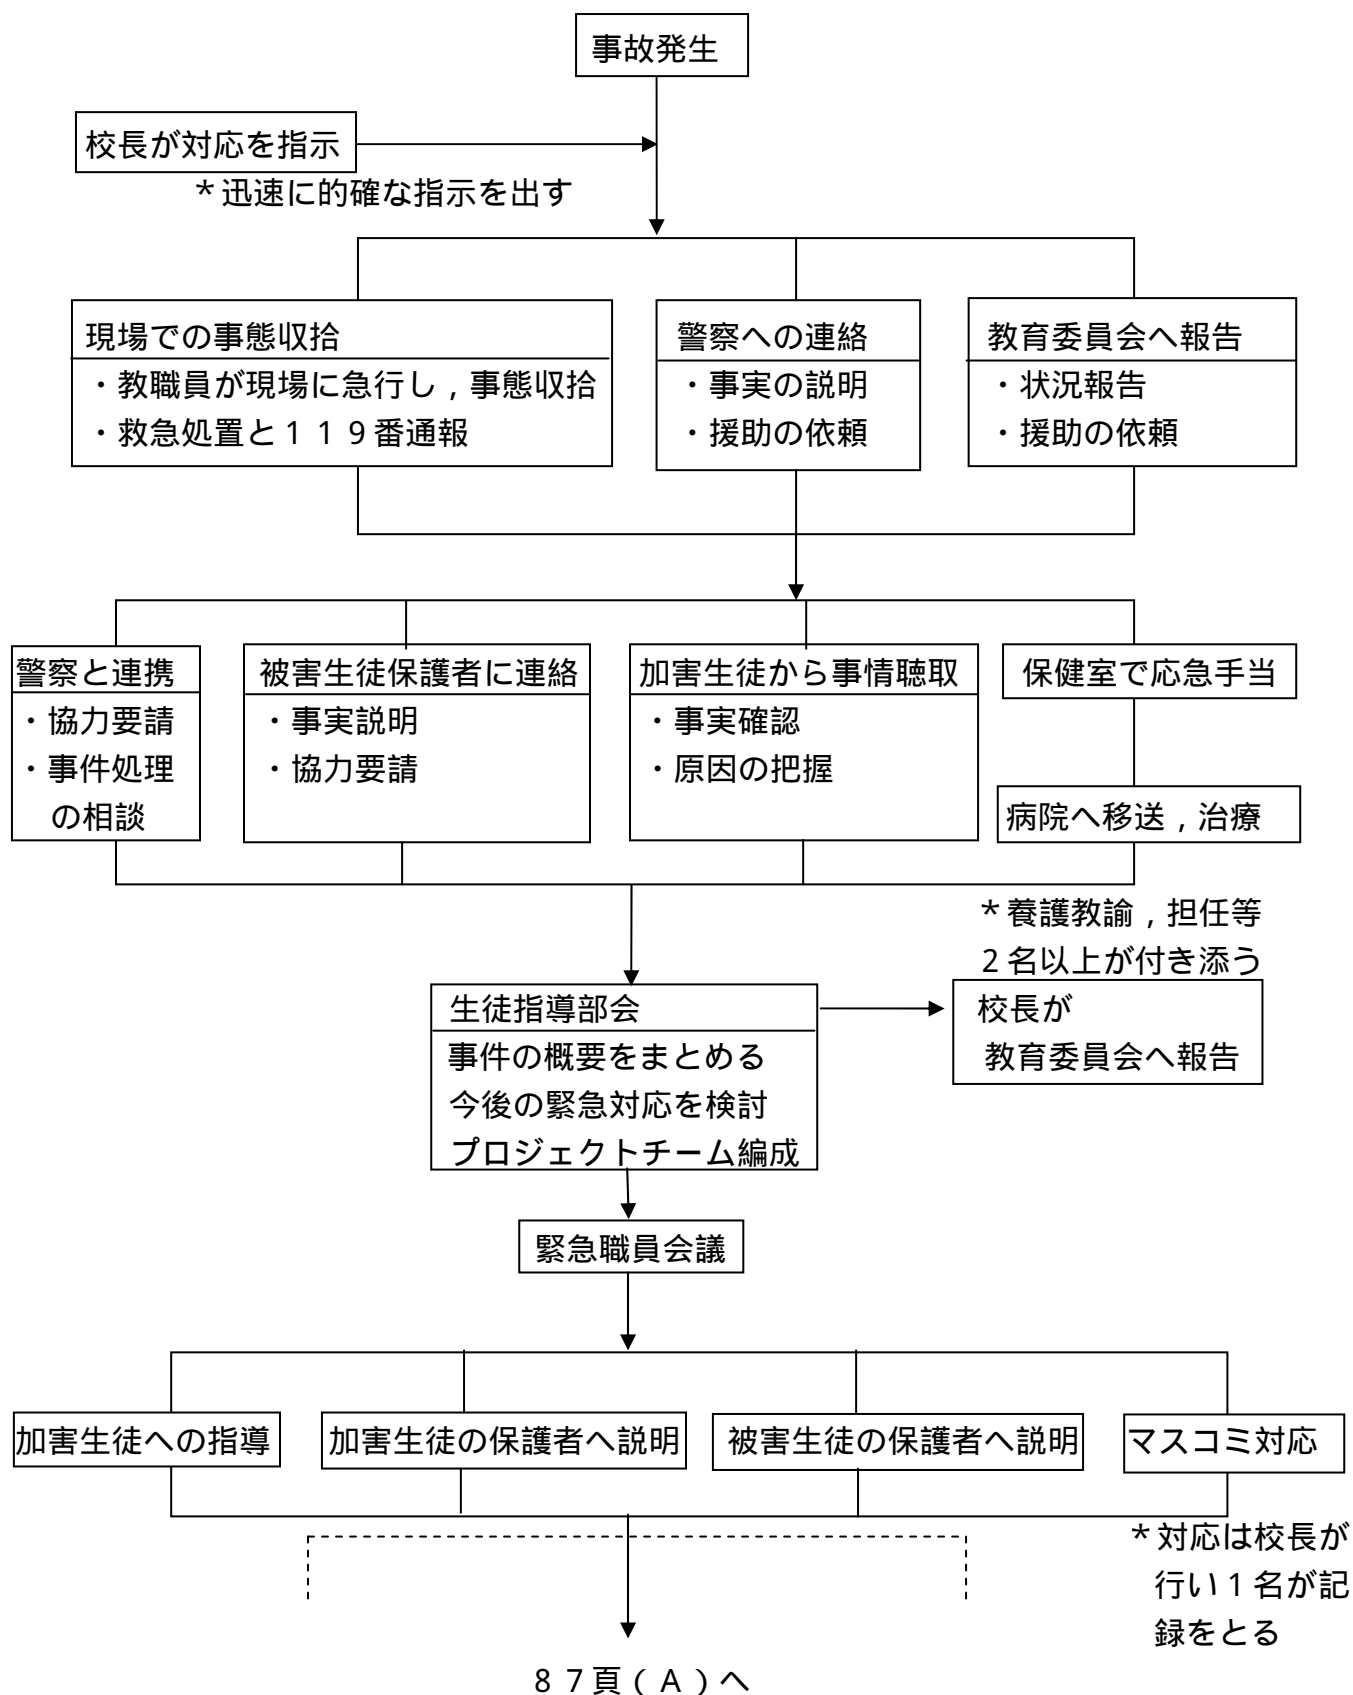 事故発生
校長が対応を指示
＊迅速に的確な指示を出す
現場での事態収拾
・教職員が現場に急行し，事態収拾
・救急処置と１１９番通報
警察への連絡
・事実の説明
・援助の依頼
教育委員会へ報告
・状況報告
・援助の依頼
警察と連携
・協力要請
・事件処理
の相談
被害生徒保護者に連絡
・事実説明
・協力要請
加害生徒から事情聴取
・事実確認
・原因の把握
保健室で応急手当
病院へ移送，治療
＊養護教諭，担任等
２名以上が付き添う
生徒指導部会
事件の概要をまとめる
今後の緊急対応を検討
プロジェクトチーム編成
校長が
教育委員会へ報告
緊急職員会議
加害生徒への指導
加害生徒の保護者へ説明
被害生徒の保護者へ説明
マスコミ対応
＊対応は校長が
行い１名が記
録をとる
８７頁（Ａ）へ